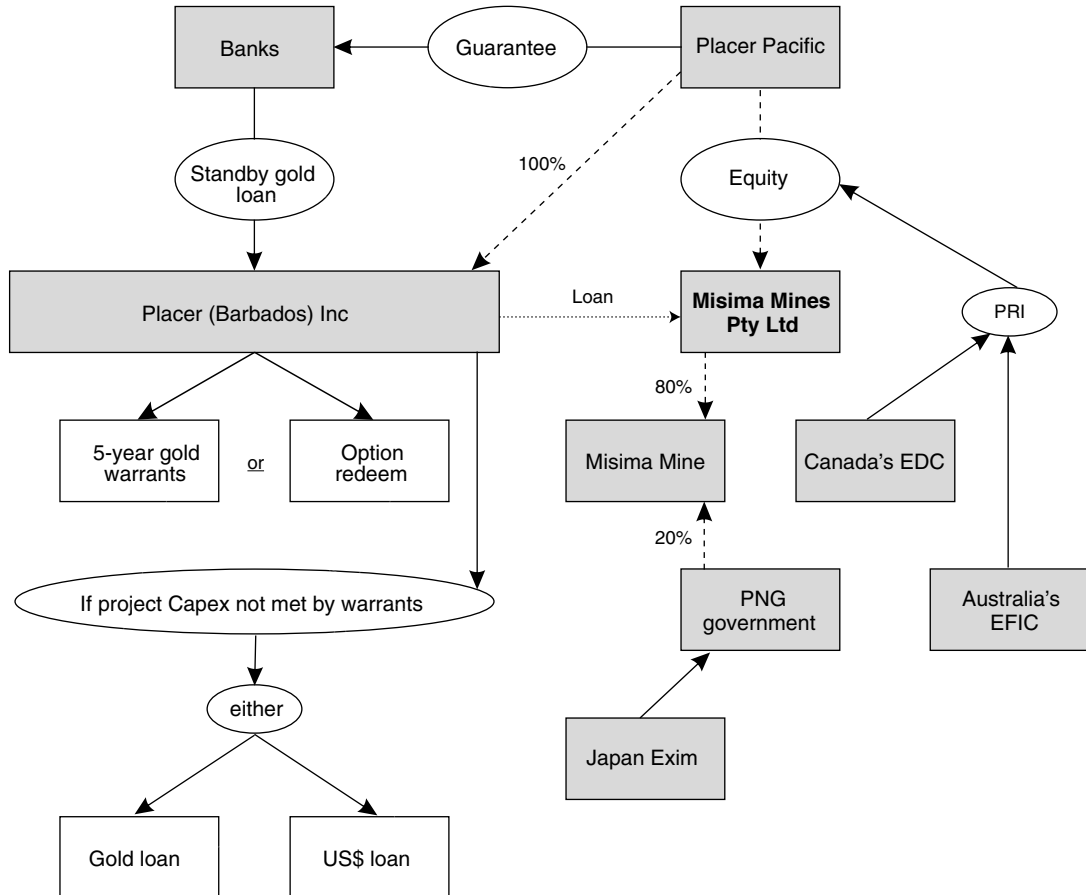 Banks
Guarantee
Placer Pacific
100%
Standby gold
loan
Equity
Placer (Barbados) Inc
Loan
Misima Mines
Pty Ltd
PRI
80%
5-year gold
warrants
or
Option
redeem
Misima Mine
Canada's EDC
20%
If project Capex not met by warrants
PNG
government
Australia's
EFIC
either
Japan Exim
Gold loan
US$ loan